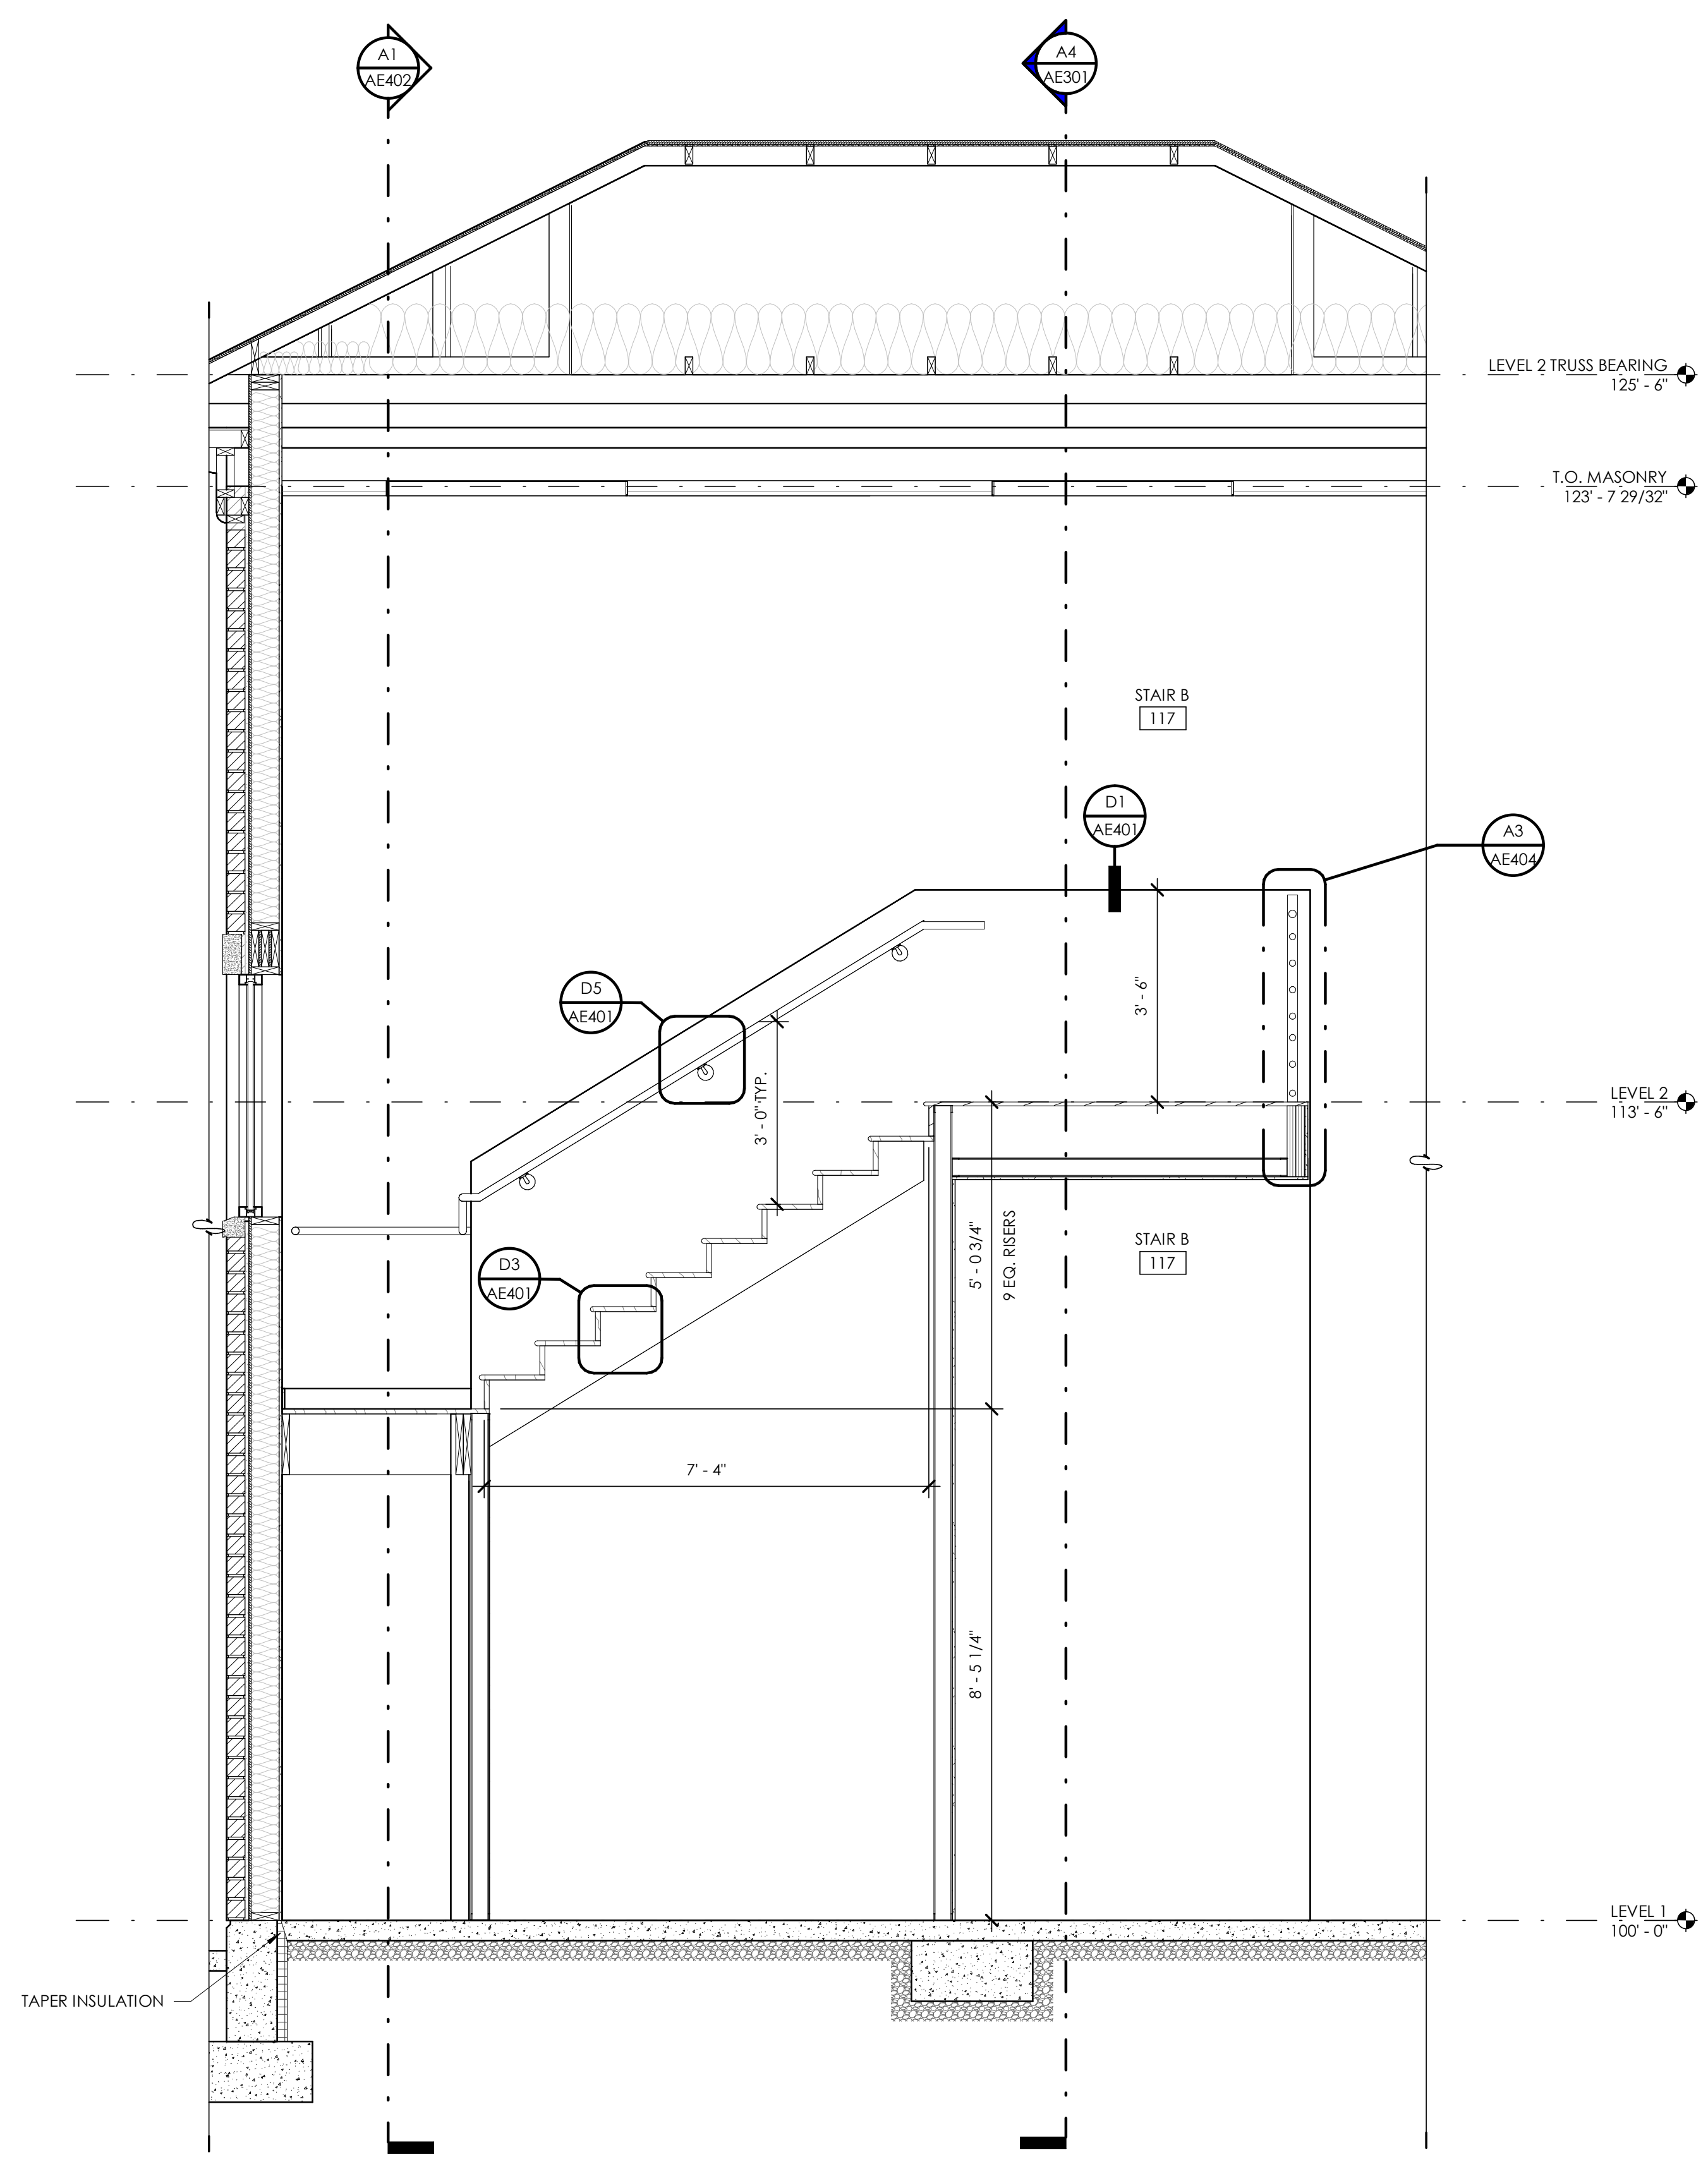 A1
AE402
A4
AE301
LEVEL 2 TRUSS BEARING
125' - 6"
T.O. MASONRY
123' - 7 29/32"
STAIR B
117
D1
AE401
A3
AE404
D5
AE401
3' - 6"
3' - 0" TYP.
LEVEL 2
113' - 6"
D3
AE401
5' - 0 3/4"
9 EQ. RISERS
STAIR B
117
7' - 4"
8' - 5 1/4"
LEVEL 1
100' - 0"
TAPER INSULATION